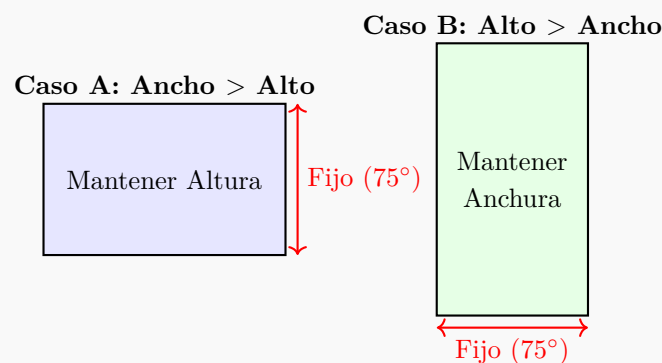 Caso A: Ancho > Alto
Mantener Altura
Fijo (75°)
Caso B: Alto > Ancho
Mantener
Anchura
Fijo (75°)